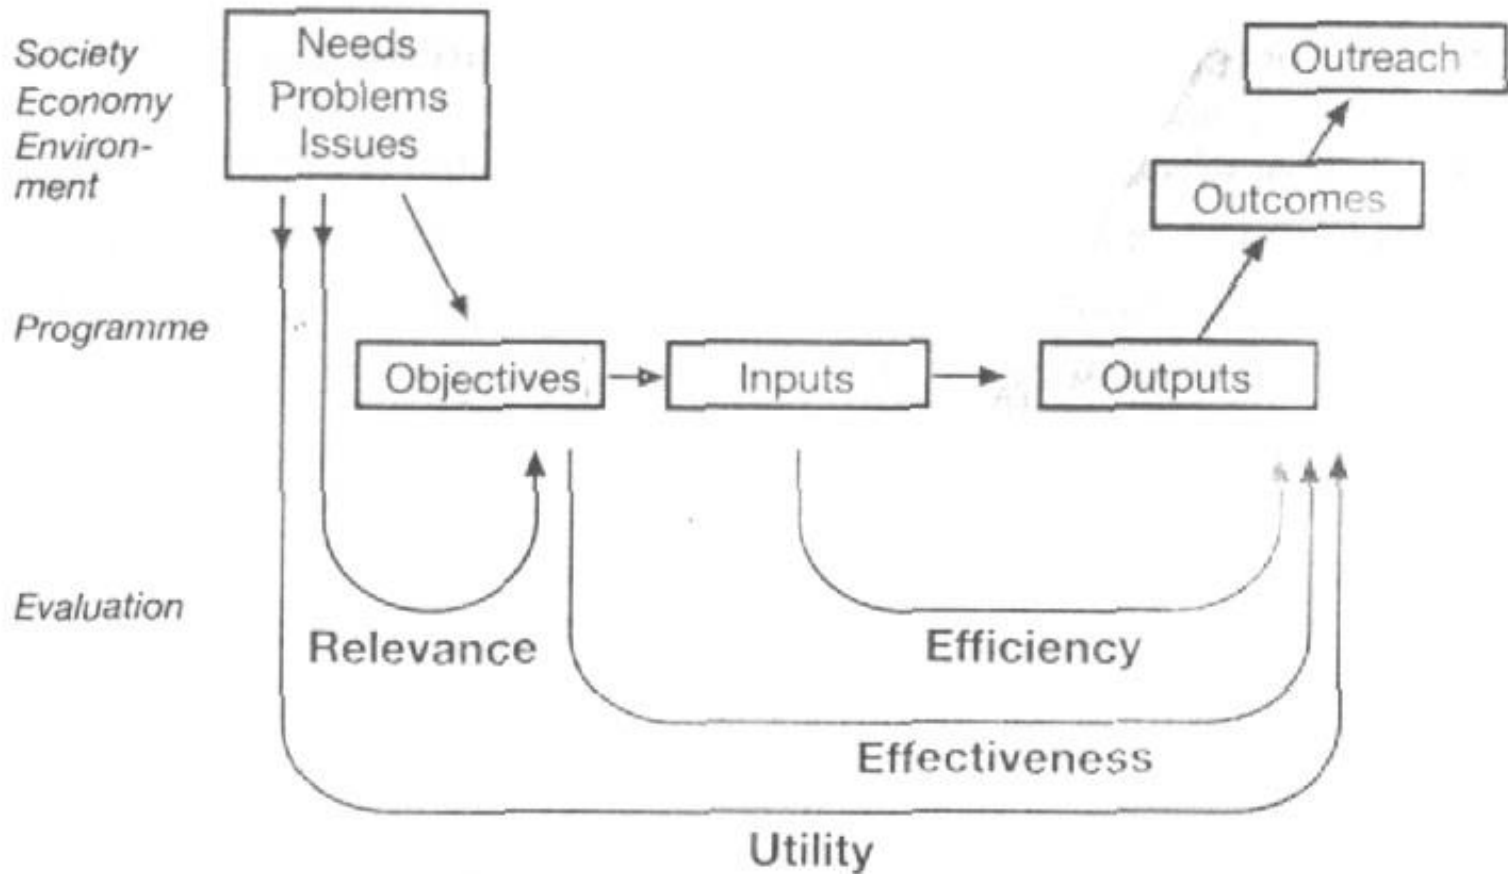 Society
Economy
Environ-
ment
Needs
Problems
Issues
Outreach
Outcomes
Programme
Objectives
Inputs
Outputs
Evaluation
Relevance
Efficiency
Effectiveness
Utility